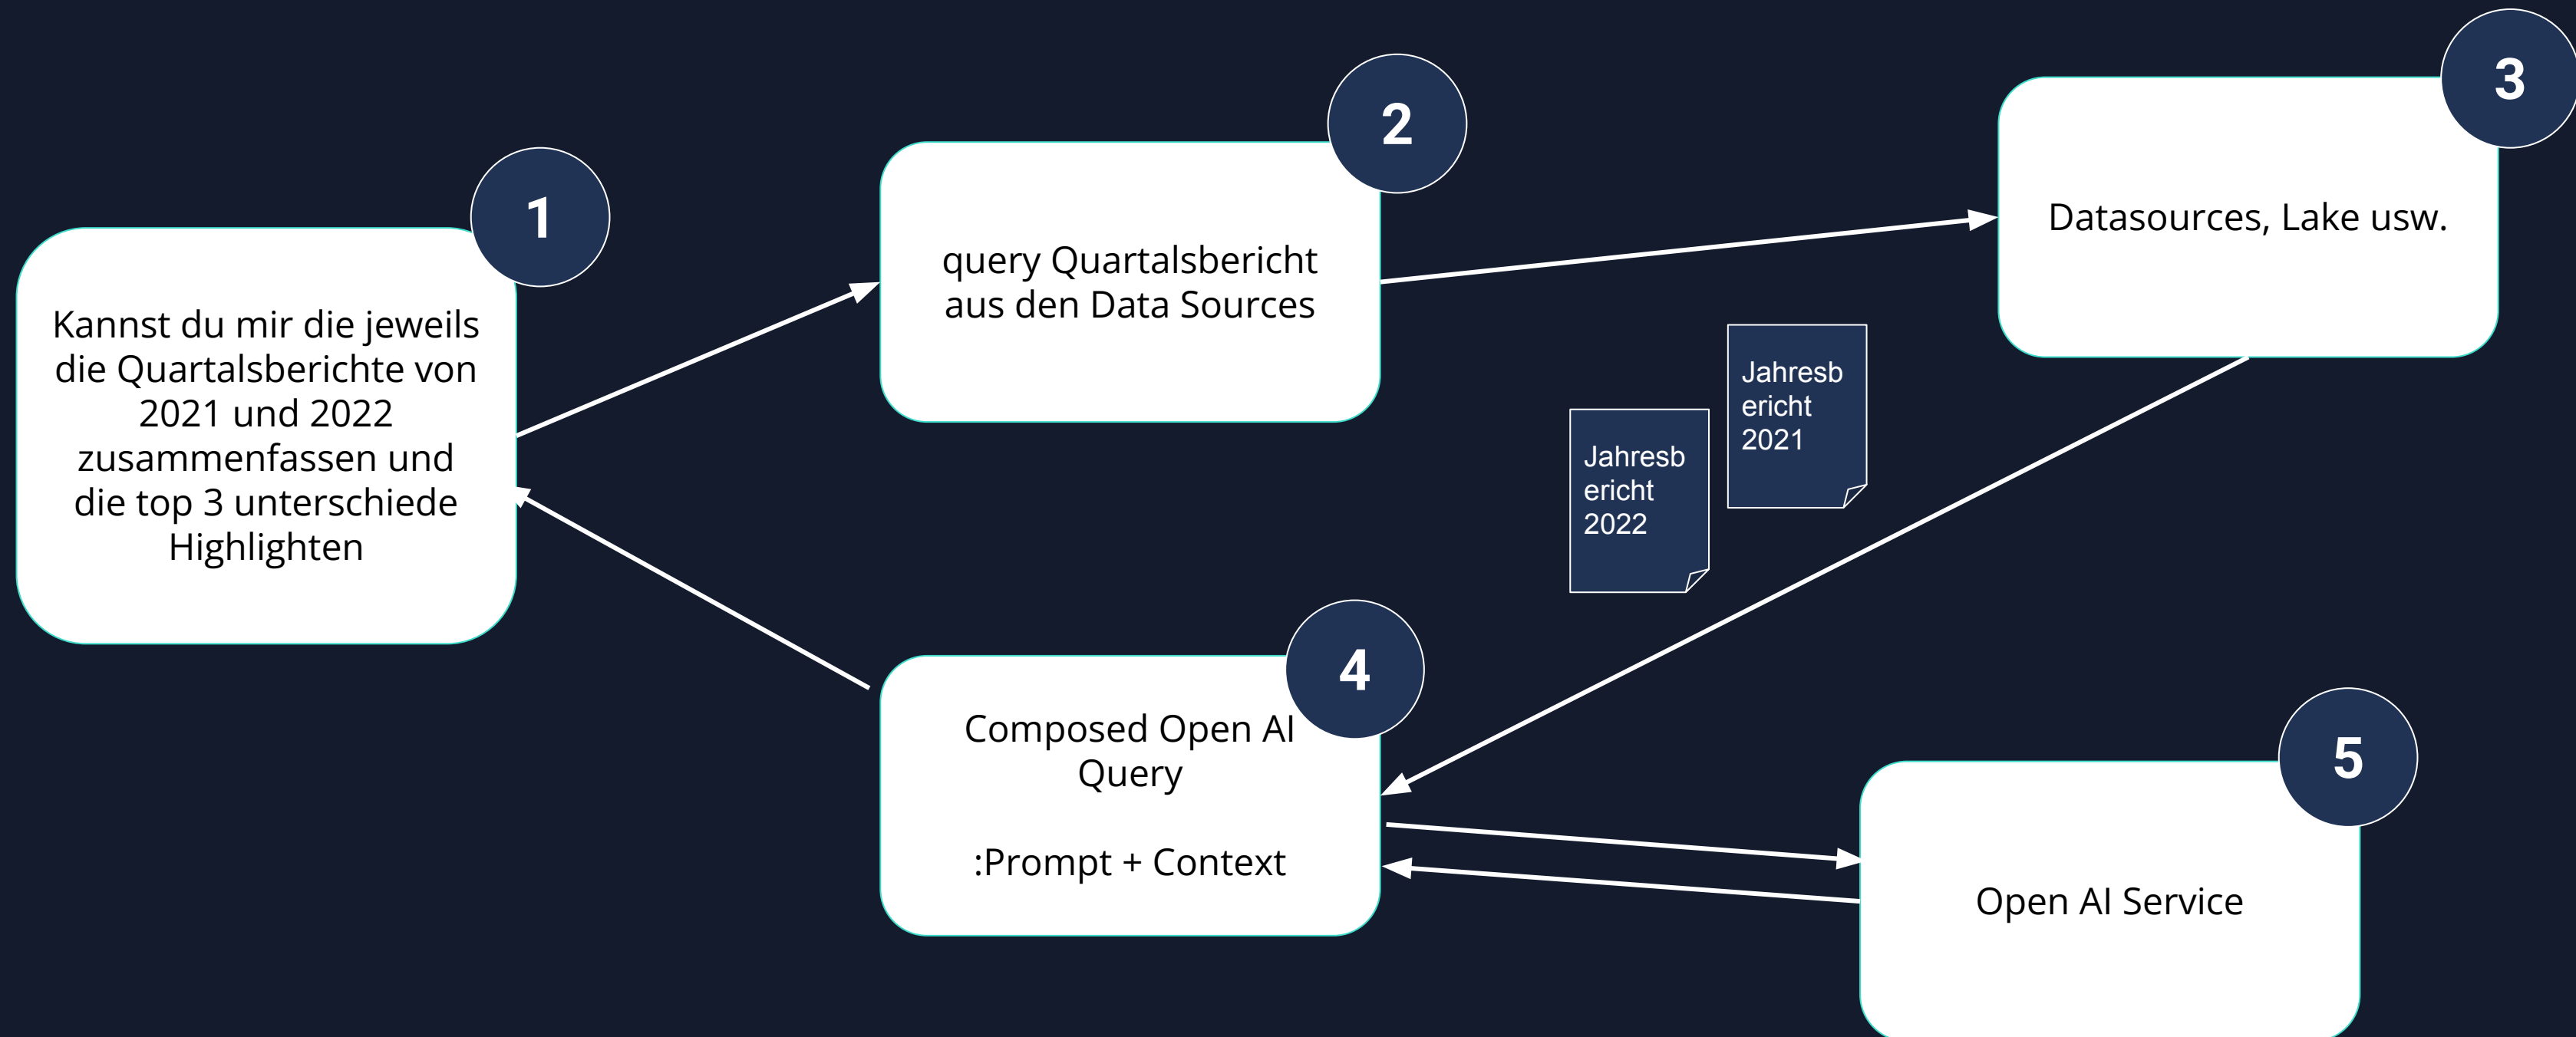 1
Kannst du mir die jeweils
die Quartalsberichte von
2021 und 2022
zusammenfassen und
die top 3 unterschiede
Highlighten
2
query Quartalsbericht
aus den Data Sources
3
Datasources, Lake usw.
Jahresb
ericht
2021
Jahresb
ericht
2022
4
Composed Open AI
Query
:Prompt + Context
5
Open AI Service